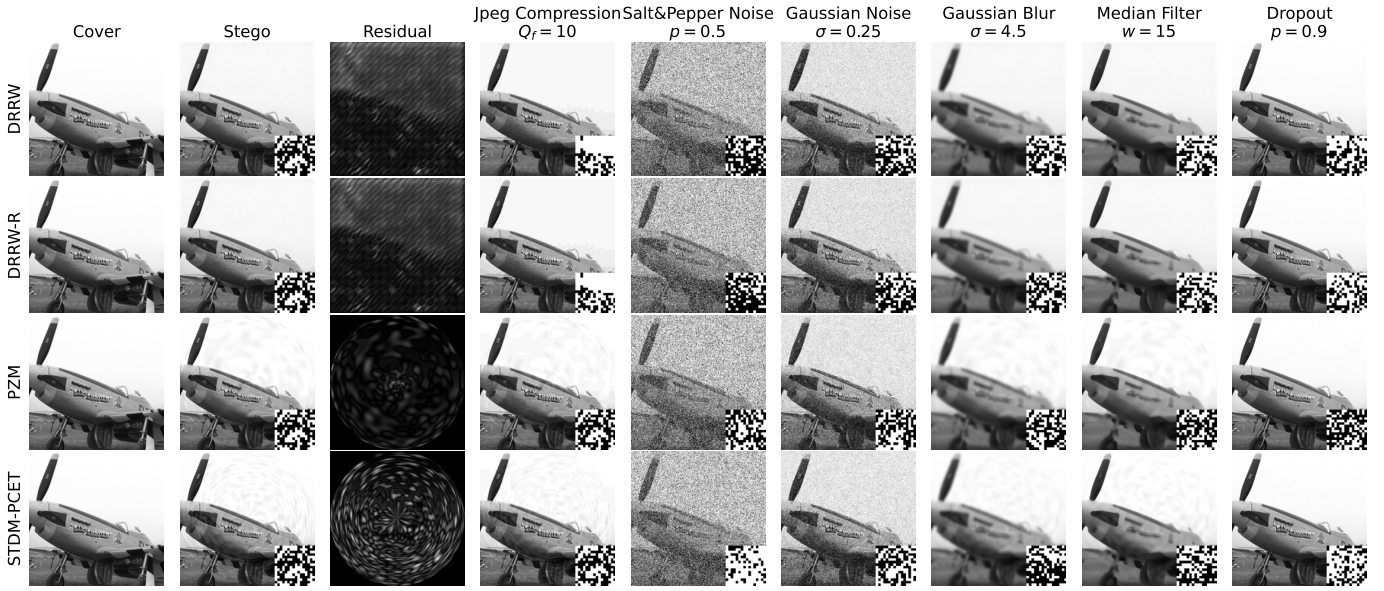 Cover
Stego
Residual
Jpeg Compression
Q_f = 10
Salt&Pepper Noise
p = 0.5
Gaussian Noise
σ = 0.25
Gaussian Blur
σ = 4.5
Median Filter
w = 15
Dropout
p = 0.9
DRRW
DRRW-R
PZM
STDM-PCET